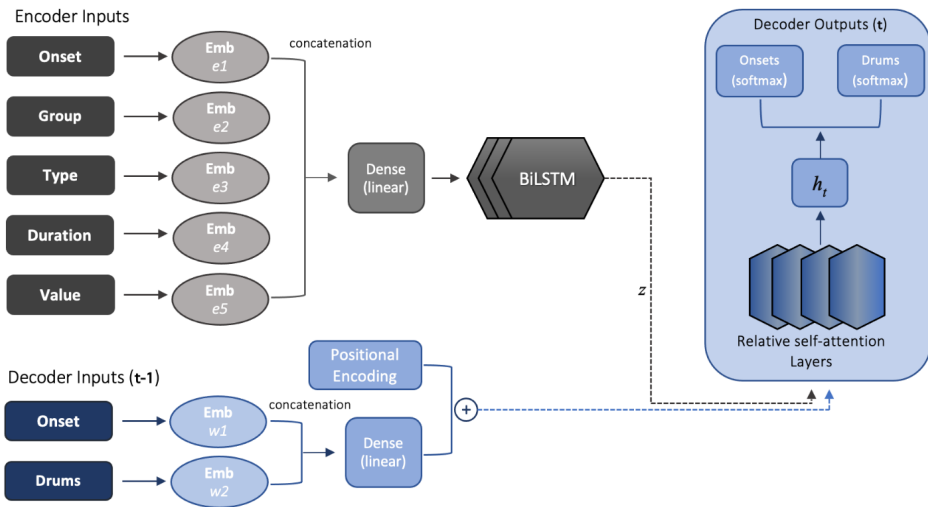 Encoder Inputs
Onset
Emb
e1
concatenation
Group
Emb
e2
Type
Emb
e3
Duration
Emb
e4
Value
Emb
e5
Dense
(linear)
BiLSTM
z
Decoder Inputs (t-1)
Onset
Emb
w1
concatenation
Drums
Emb
w2
Dense
(linear)
Positional
Encoding
+
Decoder Outputs (t)
Onsets
(softmax)
Drums
(softmax)
ht
Relative self-attention
Layers